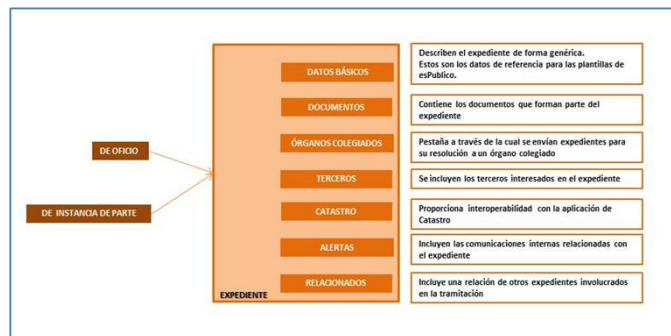 DE OFICIO
DE INSTANCIA DE PARTE
EXPEDIENTE
DATOS BÁSICOS
Describen el expediente de forma genérica.
Estos son los datos de referencia para las plantillas de
esPublico.
DOCUMENTOS
Contiene los documentos que forman parte del
expediente
ÓRGANOS COLEGIADOS
Pestaña a través de la cual se envían expedientes para
su resolución a un órgano colegiado
TERCEROS
Se incluyen los terceros interesados en el expediente
CATASTRO
Proporciona interoperabilidad con la aplicación de
Catastro
ALERTAS
Incluyen las comunicaciones internas relacionadas con
el expediente
RELACIONADOS
Incluye una relación de otros expedientes involucrados
en la tramitación